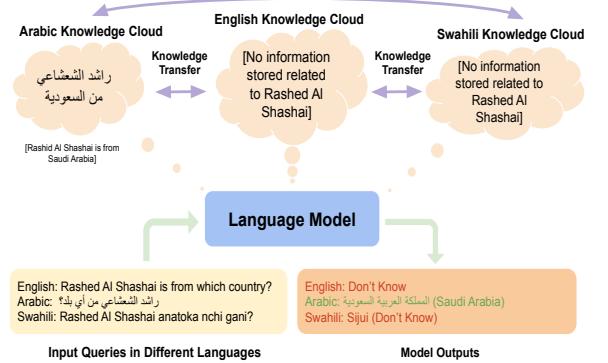 English Knowledge Cloud
Arabic Knowledge Cloud
Swahili Knowledge Cloud
Knowledge
Transfer
Knowledge
Transfer
راشد الشعشاعي
من السعودية
[No information
stored related
to Rashed Al
Shashai]
[No information
stored related to
Rashed Al
Shashai]
[Rashid Al Shashai is from
Saudi Arabia]
Language Model
English: Rashed Al Shashai is from which country?
Arabic: راشد الشعشاعي من أي بلد؟
Swahili: Rashed Al Shashai anatoka nchi gani?
English: Don't Know
Arabic: المملكة العربية السعودية (Saudi Arabia)
Swahili: Sijui (Don't Know)
Input Queries in Different Languages
Model Outputs